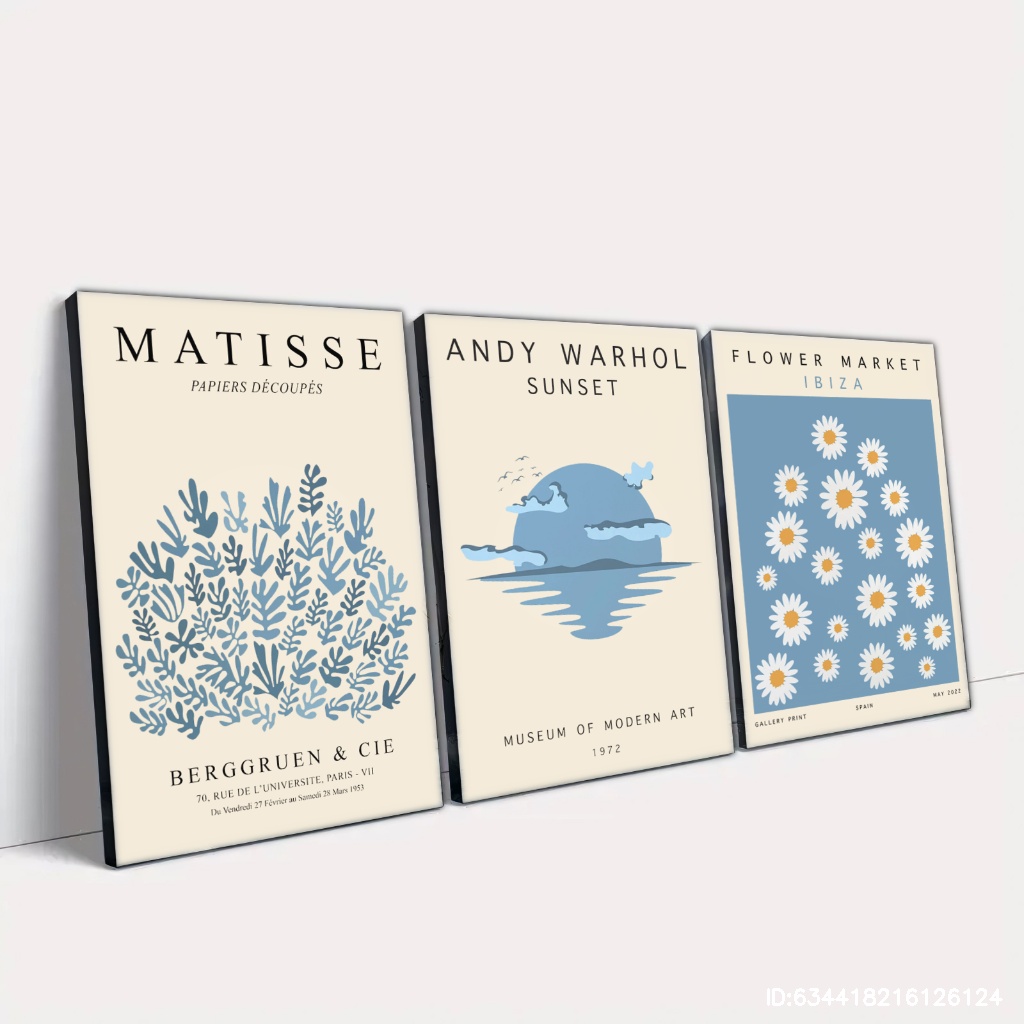 MATISSE
PAPIERS DÉCOUPÉS
BERGGRUEN & CIE
70, RUE DE L'UNIVERSITE, PARIS - VII
Du Vendredi 27 Février au Samedi 28 Mars 1953
ANDY WARHOL
SUNSET
MUSEUM OF MODERN ART
1972
FLOWER MARKET
IBIZA
GALLERY PRINT
SPAIN
MAY 2022
ID:634418216126124